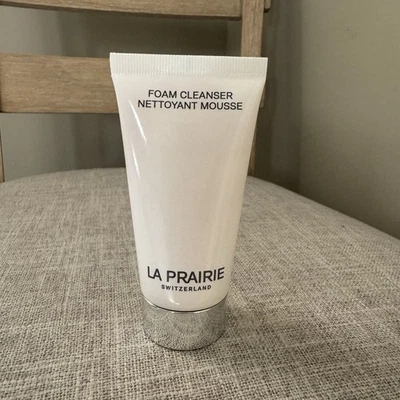 FOAM CLEANSER
NETTOYANT MOUSSE
LA PRAIRIE
SWITZERLAND